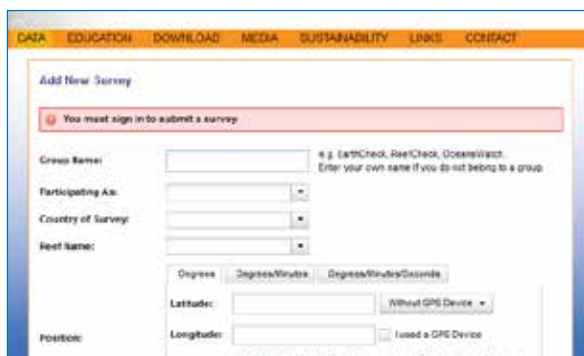 DATA EDUCATION DOWNLOAD MEDIA SUSTAINABILITY LINKS CONTACT
Add New Survey
You must sign in to submit a survey
Group Name:
e.g. EarthCheck, ReefCheck, OceansWatch.
Enter your own name if you do not belong to a group
Participating As:
Country of Survey:
Reef Name:
Degrees Degrees/Minutes Degrees/Minutes/Seconds
Latitude: Without GPS Device
Position: Longitude: I used a GPS Device